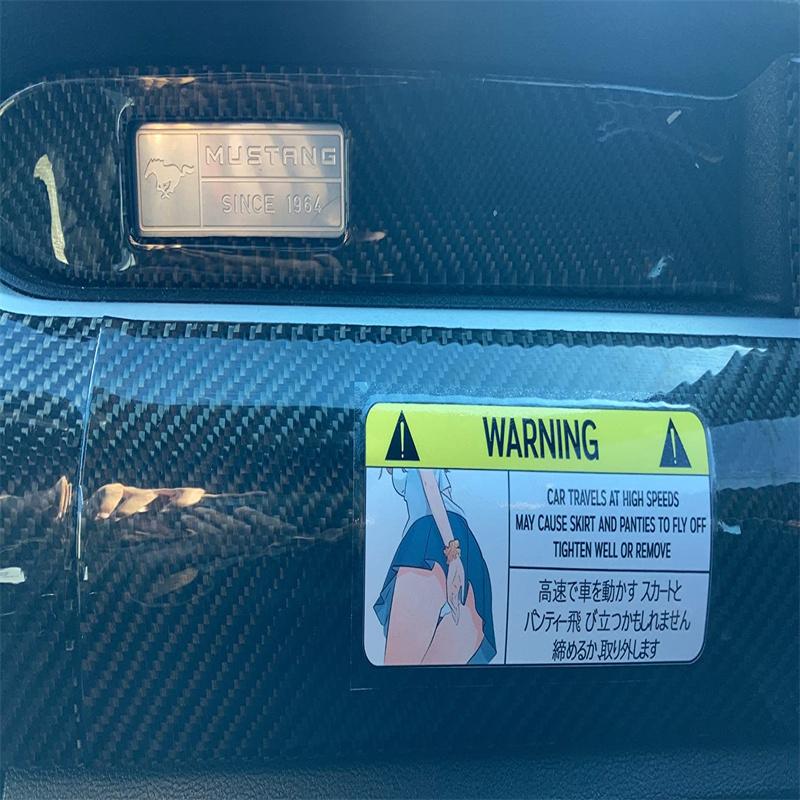 MUSTANG
SINCE 1964
WARNING
CAR TRAVELS AT HIGH SPEEDS
MAY CAUSE SKIRT AND PANTIES TO FLY OFF
TIGHTEN WELL OR REMOVE
高速で車を動かす スカートと
パンティー飛 び立つかもしれません
締めるか,取り外します